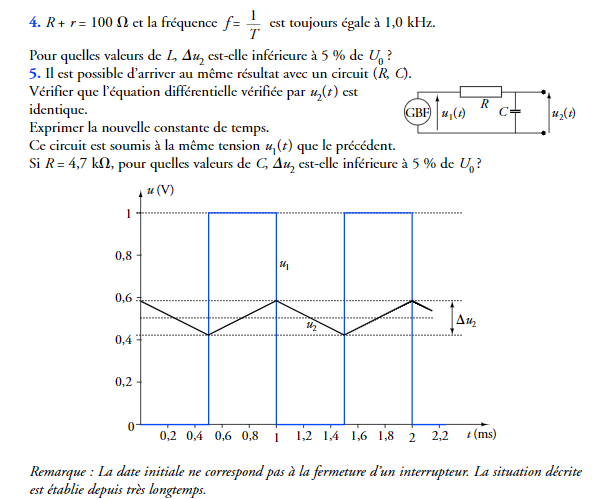 4. R + r = 100 Ω et la fréquence f = 1/T est toujours égale à 1,0 kHz.
Pour quelles valeurs de L, Δu₂ est-elle inférieure à 5 % de U₀ ?
5. Il est possible d'arriver au même résultat avec un circuit (R, C).
Vérifier que l'équation différentielle vérifiée par u₂(t) est
identique.
Exprimer la nouvelle constante de temps.
Ce circuit est soumis à la même tension u₁(t) que le précédent.
Si R = 4,7 kΩ, pour quelles valeurs de C, Δu₂ est-elle inférieure à 5 % de U₀ ?
GBF u₁(t) R C u₂(t)
u (V)
1
0,8
u₁
0,6
Δu₂
u₂
0,4
0,2
0
0,2 0,4 0,6 0,8 1 1,2 1,4 1,6 1,8 2 2,2 t (ms)
Remarque : La date initiale ne correspond pas à la fermeture d'un interrupteur. La situation décrite
est établie depuis très longtemps.